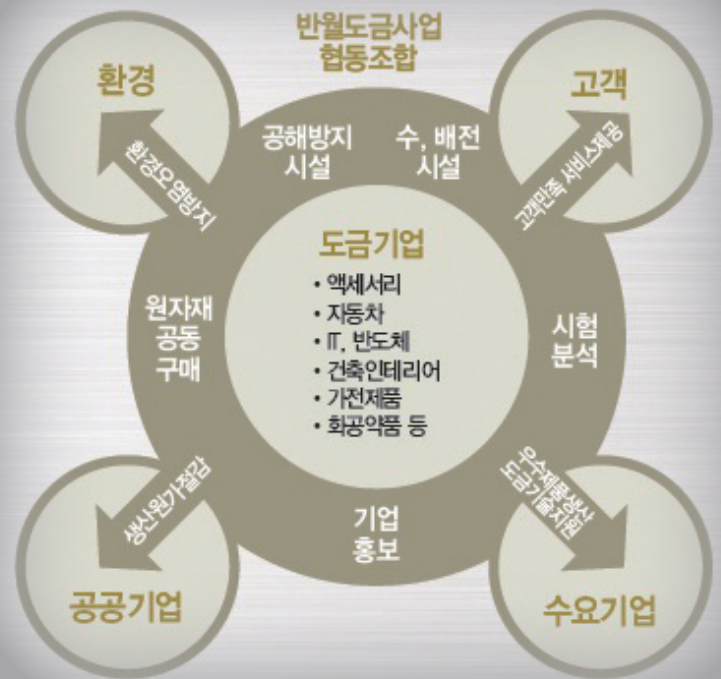 반월도금사업
협동조합
환경
고객
환경오염방지
공해방지
시설
수, 배전
시설
고객만족 서비스제공
도금기업
• 액세서리
• 자동차
• IT, 반도체
• 건축인테리어
• 가전제품
• 화공약품 등
원자재
공동
구매
시험
분석
생산원가절감
기업
홍보
우수제품생산
도금기술지원
공공기업
수요기업